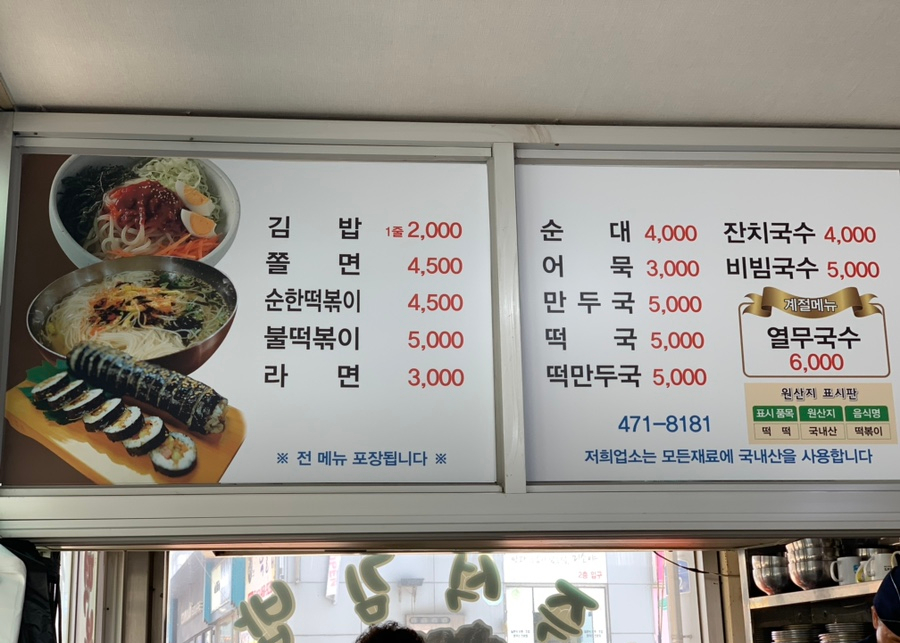 김 밥 1줄 2,000
쫄 면 4,500
순한떡볶이 4,500
불떡볶이 5,000
라 면 3,000
※ 전 메뉴 포장됩니다 ※
순 대 4,000
어 묵 3,000
만 두 국 5,000
떡 국 5,000
떡만두국 5,000
잔치국수 4,000
비빔국수 5,000
계절메뉴
열무국수
6,000
원산지 표시판
표시품목 원산지 음식명
떡 떡 국내산 떡볶이
471-8181
저희업소는 모든재료에 국내산을 사용합니다
2층 입구
김밥